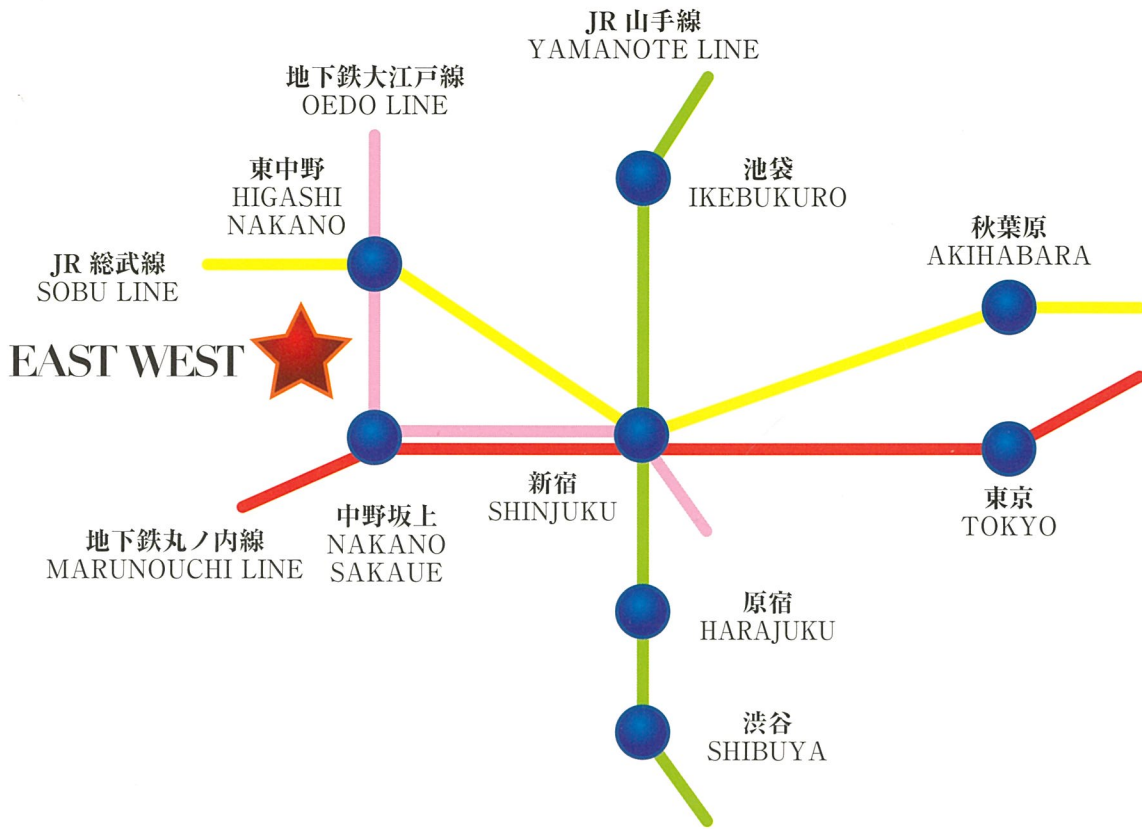 JR 山手線
YAMANOTE LINE
地下鉄大江戸線
OEDO LINE
東中野
HIGASHI
NAKANO
池袋
IKEBUKURO
秋葉原
AKIHABARA
JR 総武線
SOBU LINE
EAST WEST
新宿
SHINJUKU
東京
TOKYO
中野坂上
NAKANO
SAKAUE
地下鉄丸ノ内線
MARUNOUCHI LINE
原宿
HARAJUKU
渋谷
SHIBUYA